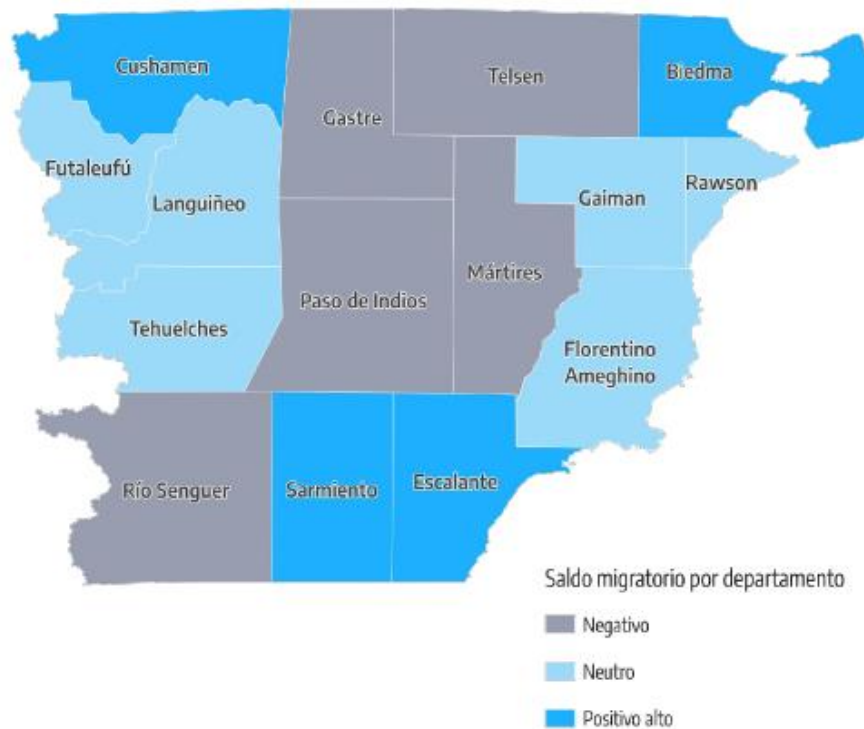 Cushamen
Telsen
Biedma
Gastre
Futaleufú
Languiñeo
Gaiman
Rawson
Mártires
Paso de Indios
Tehuelches
Florentino
Ameghino
Río Senguer
Sarmiento
Escalante
Saldo migratorio por departamento
Negativo
Neutro
Positivo alto